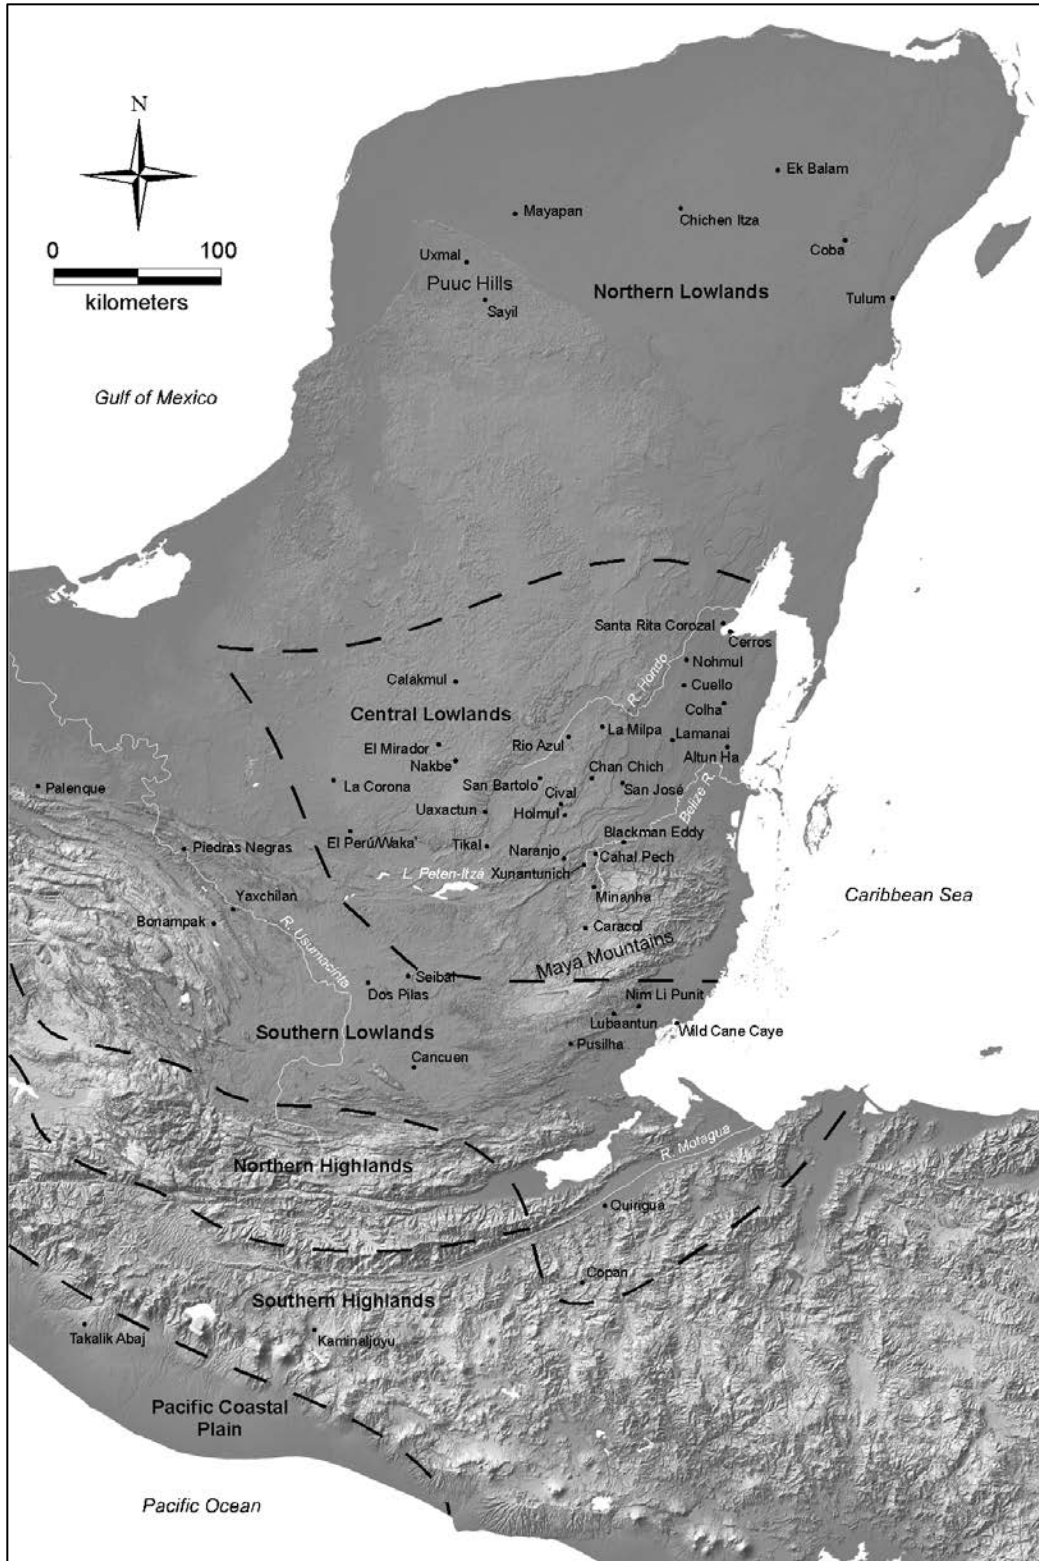 N
0 100
kilometers
Ek Balam
Mayapan
Chichen Itza
Coba
Uxmal
Puuc Hills
Northern Lowlands
Sayil
Tulum
Gulf of Mexico
Santa Rita Corozal
Cerros
Nohmul
R. Hondo
Calakmul
Cuello
Colha
Central Lowlands
La Milpa
Lamanai
El Mirador
Rio Azul
Altun Ha
Nakbe
Chan Chich
Palenque
La Corona
San Bartolo
San José
Cival
Belize R.
Uaxactun
Holmul
Blackman Eddy
El Perú/Waka'
Tikal
Piedras Negras
Naranjo
Cahal Pech
L. Peten-Itzá
Xunantunich
Minanha
Caribbean Sea
Yaxchilan
Bonampak
Caracol
R. Usumacinta
Maya Mountains
Seibal
Dos Pilas
Nim Li Punit
Lubaantun
Wild Cane Caye
Southern Lowlands
Pusilha
Cancuen
R. Motagua
Northern Highlands
Quirigua
Copan
Southern Highlands
Takalik Abaj
Kaminaljuyu
Pacific Coastal
Plain
Pacific Ocean